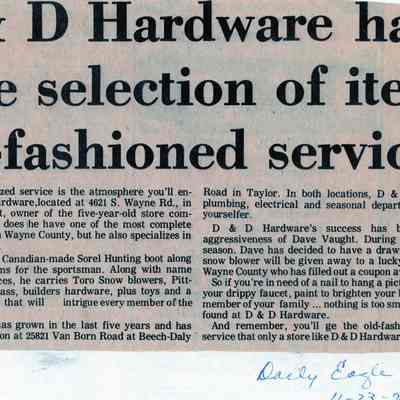 & D Hardware ha
e selection of ite
-fashioned servic
zed service is the atmosphere you'll en-
ardware,located at 4621 S. Wayne Rd., in
t, owner of the five-year-old store com-
does he have one of the most complete
n Wayne County, but he also specializes in
Canadian-made Sorel Hunting boot along
ms for the sportsman. Along with name
ces, he carries Toro Snow blowers, Pitt-
ass, builders hardware, plus toys and a
that will intrigue every member of the
as grown in the last five years and has
on at 25821 Van Born Road at Beech-Daly
Road in Taylor. In both locations, D &
plumbing, electrical and seasonal depart
yourselfer.
D & D Hardware's success has b
aggressiveness of Dave Vaught. During
season. Dave has decided to have a draw
snow blower will be given away to a lucky
Wayne County who has filled out a coupon a
So if you're in need of a nail to hang a pict
your drippy faucet, paint to brighten your
member of your family ... nothing is too sm
found at D & D Hardware.
And remember, you'll ge the old-fash
service that only a store like D & D Hardwa
Daily Eagle
11-23-